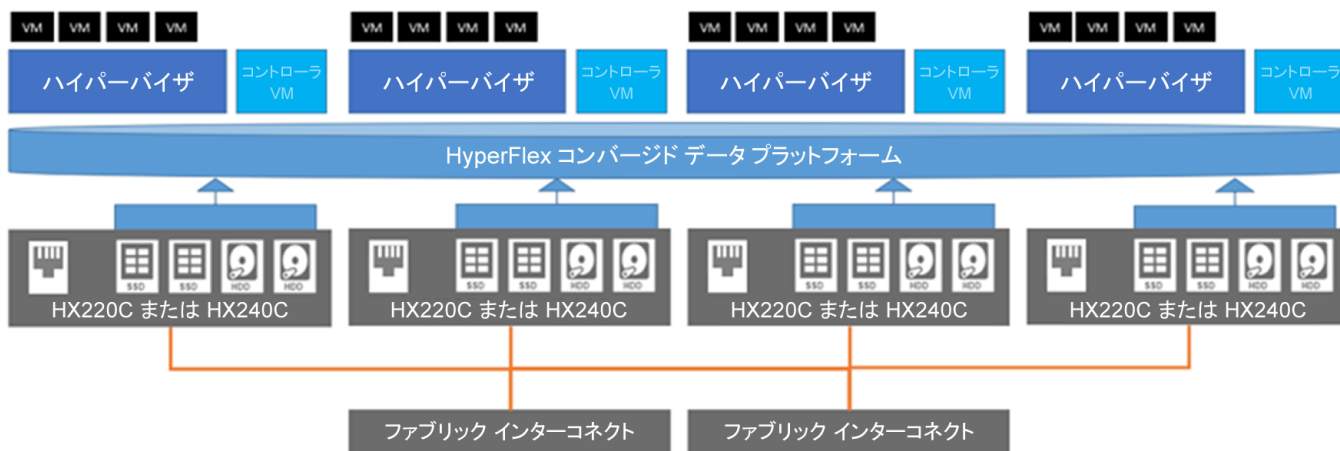 VM VM VM VM VM VM VM VM VM VM VM VM VM VM VM VM
ハイパーバイザ
コントローラ
VM
ハイパーバイザ
コントローラ
VM
ハイパーバイザ
コントローラ
VM
ハイパーバイザ
コントローラ
VM
HyperFlex コンバージド データ プラットフォーム
SSD SSD HDD HDD
HX220C または HX240C
SSD SSD HDD HDD
HX220C または HX240C
SSD SSD HDD HDD
HX220C または HX240C
SSD SSD HDD HDD
HX220C または HX240C
ファブリック インターコネクト
ファブリック インターコネクト